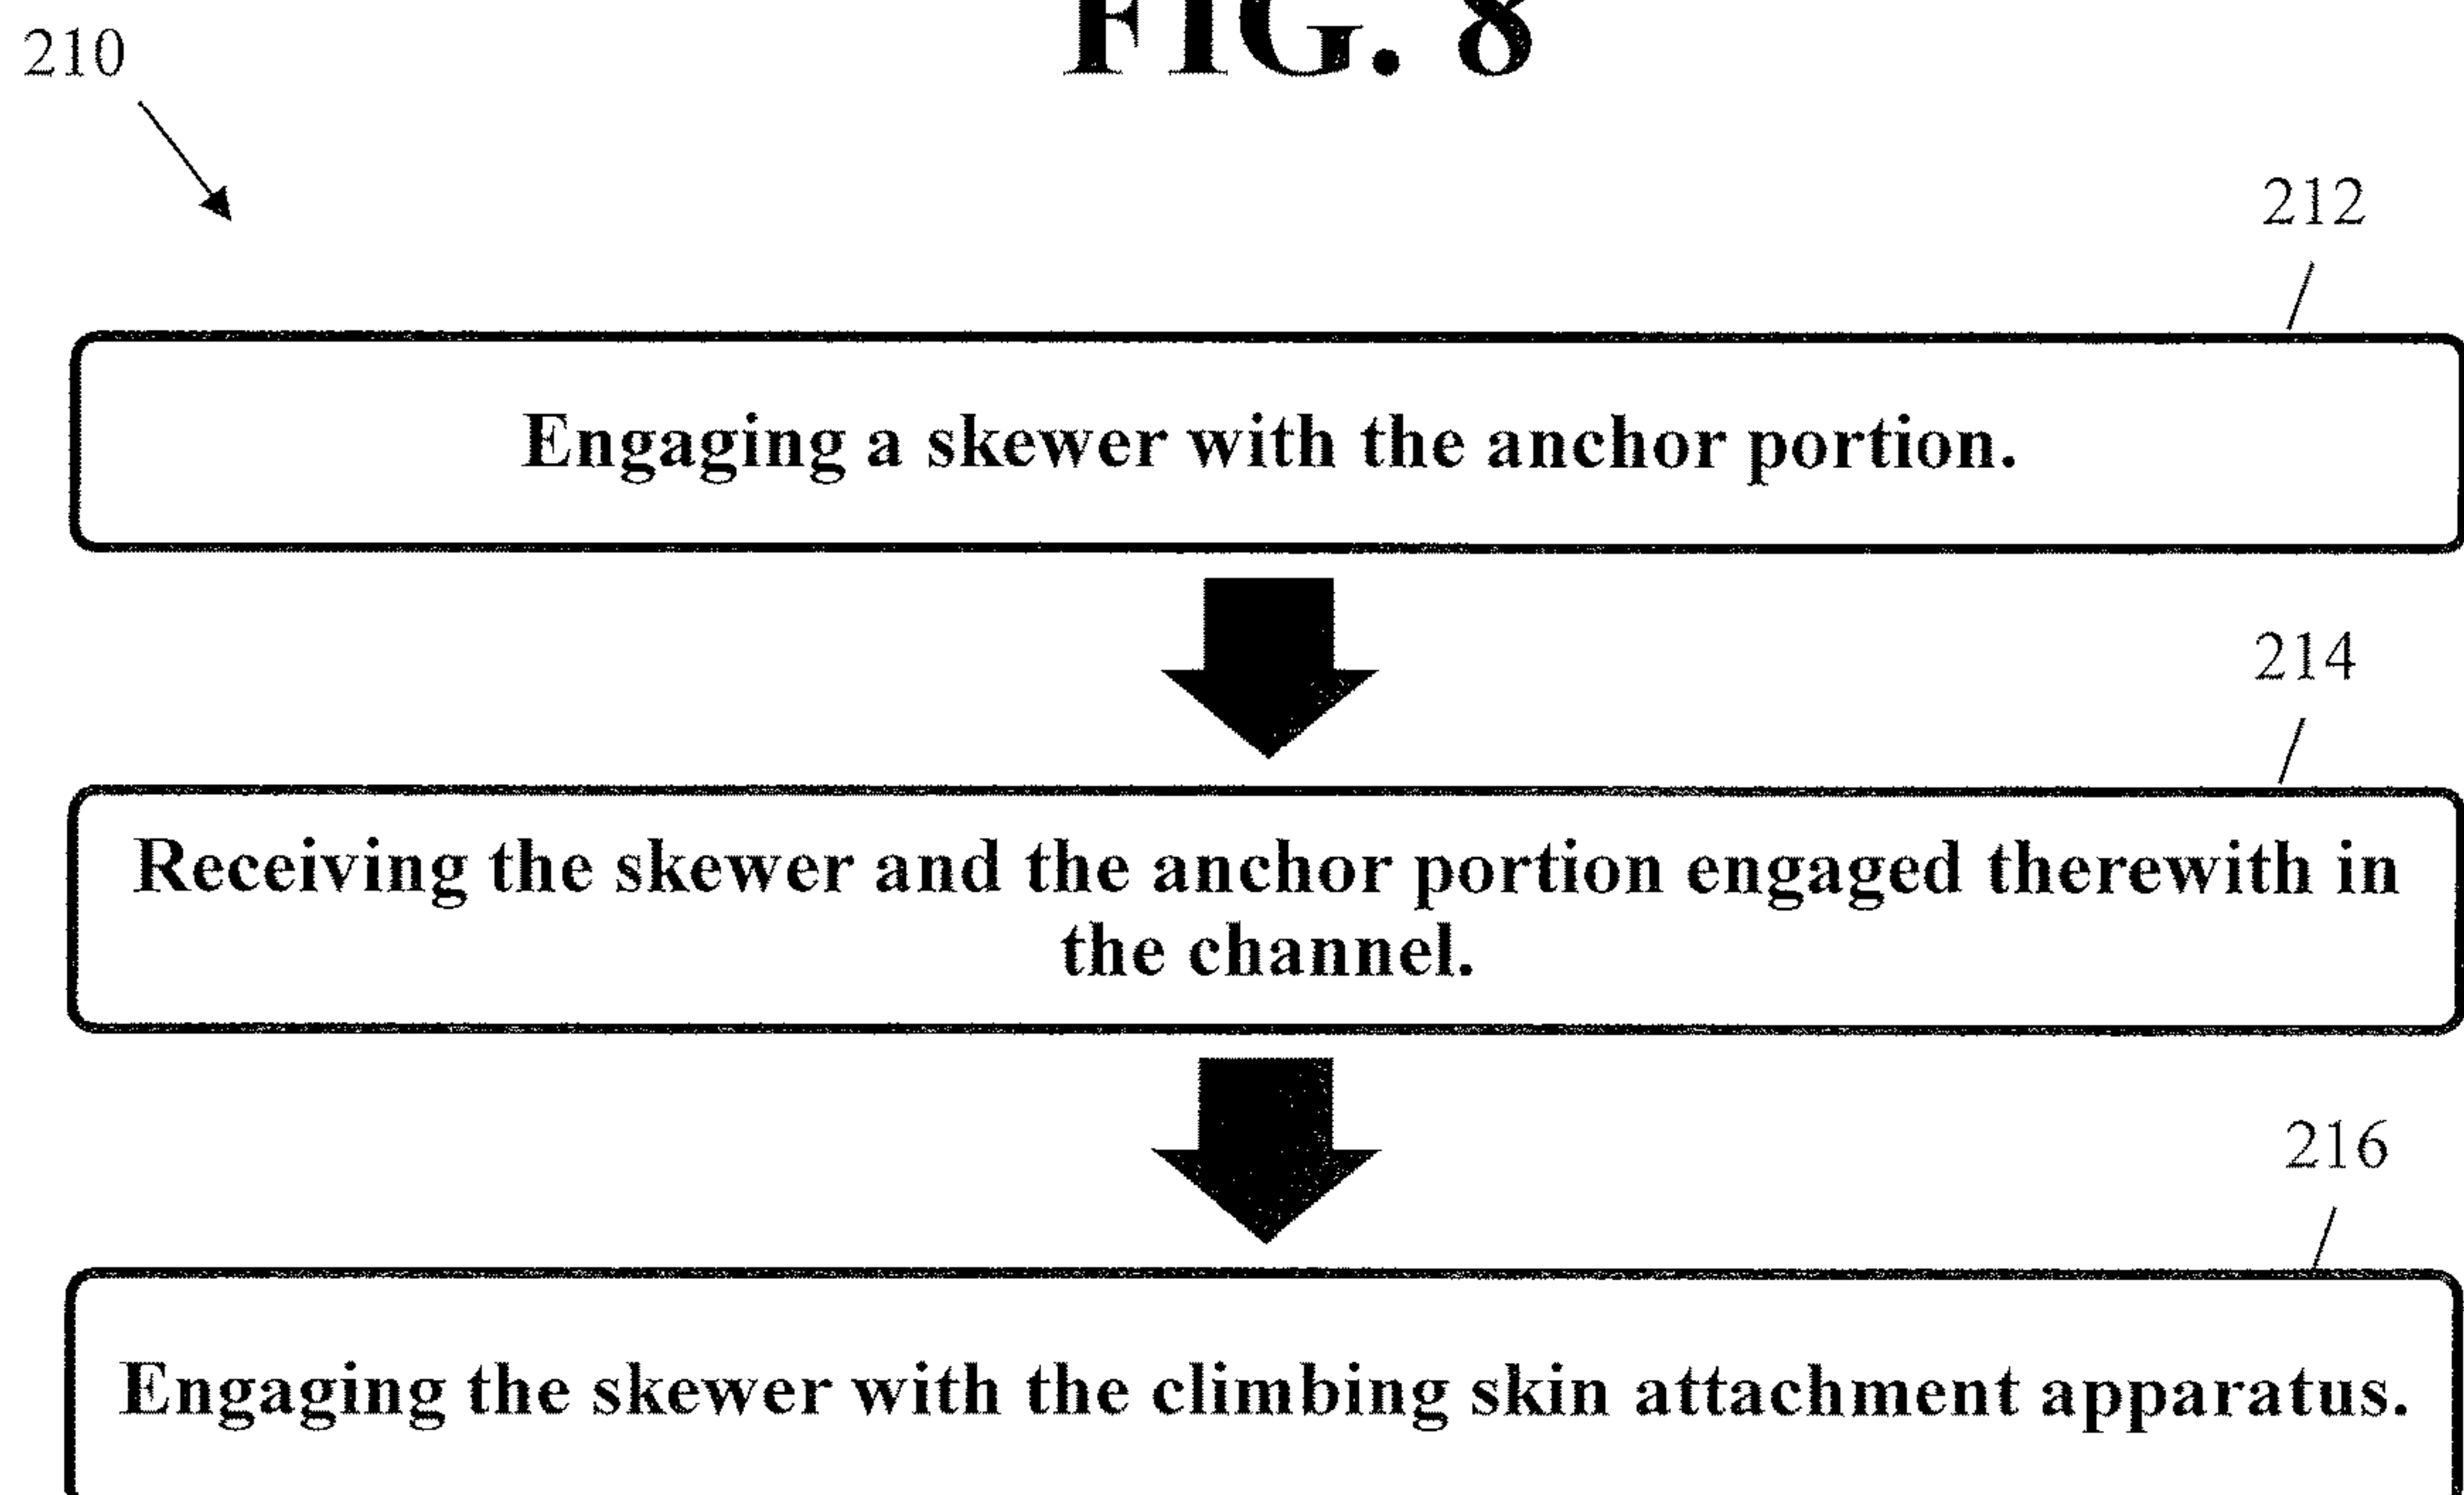 FIG. 8
210
212
Engaging a skewer with the anchor portion.
214
Receiving the skewer and the anchor portion engaged therewith in
the channel.
216
Engaging the skewer with the climbing skin attachment apparatus.